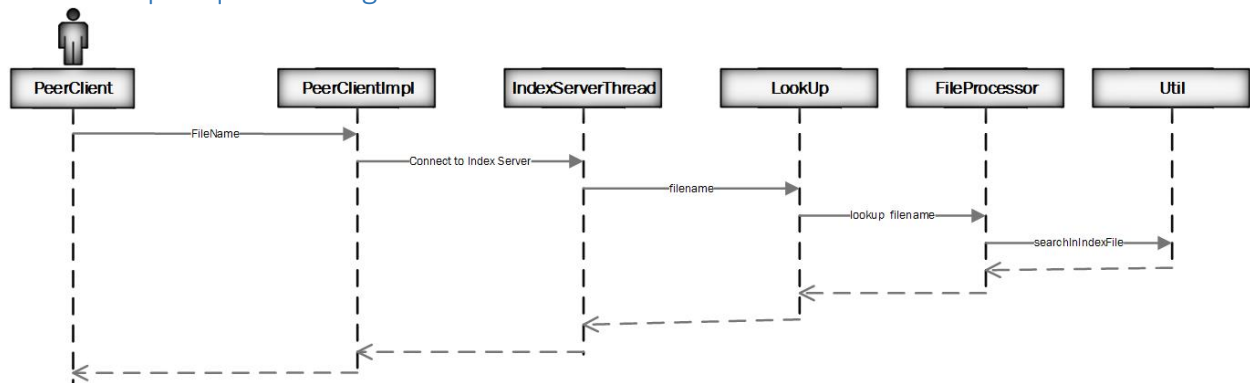 PeerClient
PeerClientImpl
IndexServerThread
LookUp
FileProcessor
Util
FileName
Connect to Index Server
filename
lookup filename
searchInIndexFile